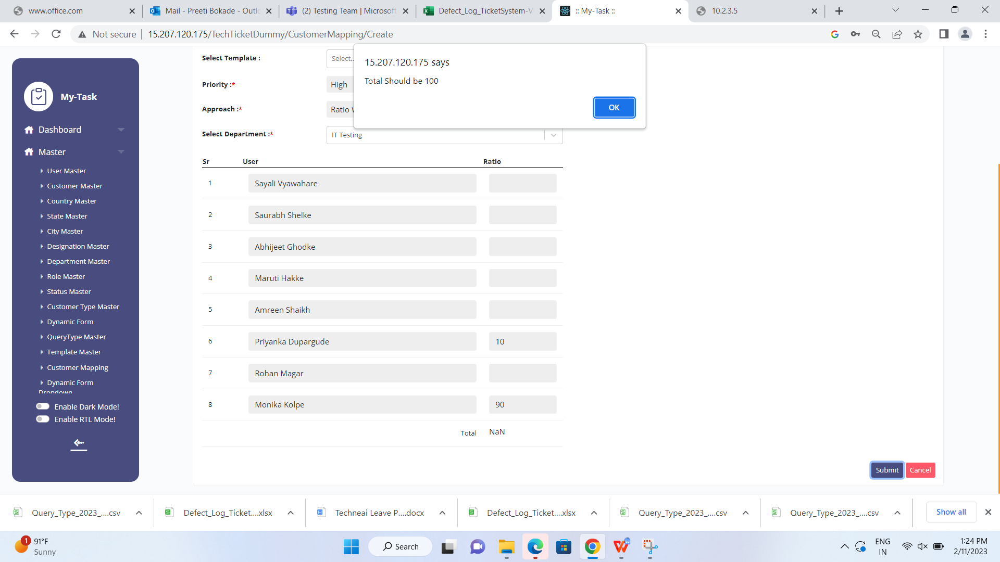 www.office.com
Mail - Preeti Bokade - Outlo
(2) Testing Team | Microsoft
Defect_Log_TicketSystem-V
:: My-Task ::
10.2.3.5
Not secure
15.207.120.175/TechTicketDummy/CustomerMapping/Create
15.207.120.175 says
Total Should be 100
OK
My-Task
Dashboard
Master
User Master
Customer Master
Country Master
State Master
City Master
Designation Master
Department Master
Role Master
Status Master
Customer Type Master
Dynamic Form
QueryType Master
Template Master
Customer Mapping
Dynamic Form
Dropdown
Enable Dark Mode!
Enable RTL Mode!
Select Template :
Select..
Priority :*
High
Approach :*
Ratio W
Select Department :*
IT Testing
Sr User Ratio
1 Sayali Vyawahare
2 Saurabh Shelke
3 Abhijeet Ghodke
4 Maruti Hakke
5 Amreen Shaikh
6 Priyanka Dupargude 10
7 Rohan Magar
8 Monika Kolpe 90
Total NaN
Submit
Cancel
Query_Type_2023_....csv
Defect_Log_Ticket....xlsx
Techneai Leave P....docx
Defect_Log_Ticket....xlsx
Query_Type_2023_....csv
Query_Type_2023_....csv
Show all
1
91°F
Sunny
Search
ENG
IN
1:24 PM
2/11/2023